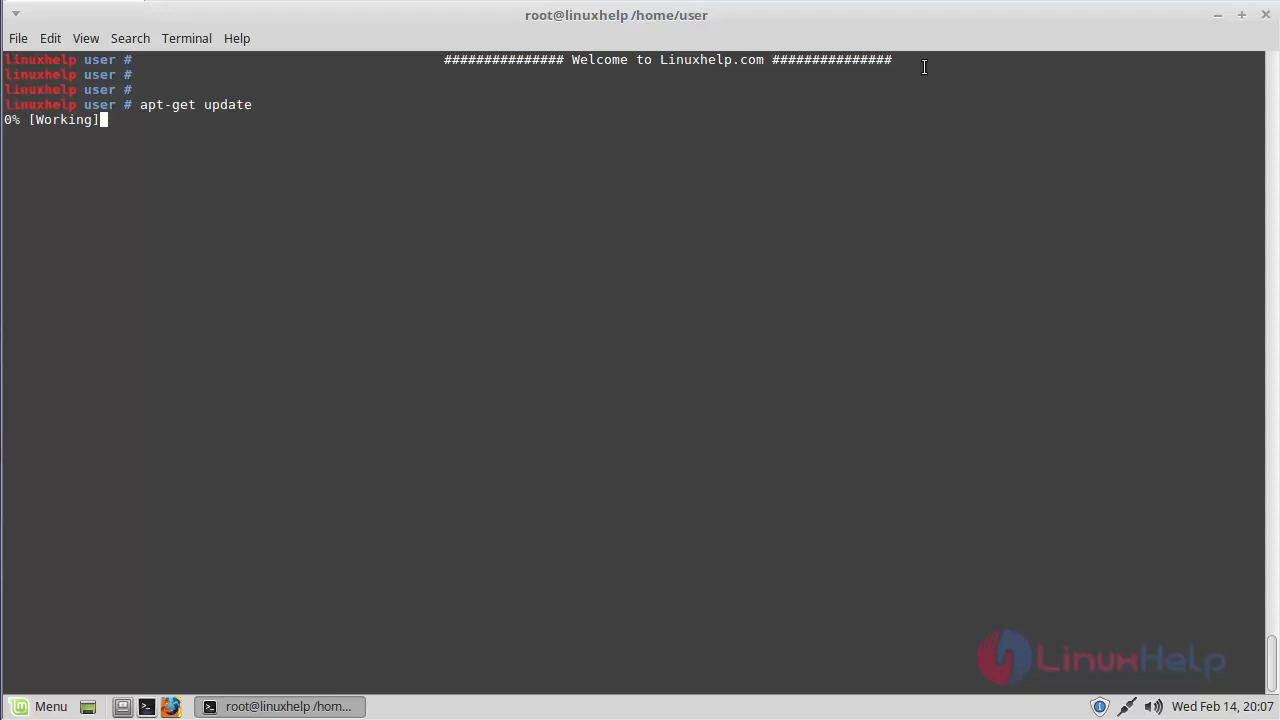 root@linuxhelp /home/user
File Edit View Search Terminal Help
linuxhelp user # ############### Welcome to Linuxhelp.com ###############
linuxhelp user #
linuxhelp user #
linuxhelp user # apt-get update
0% [Working]
LinuxHelp
Menu root@linuxhelp /hom... Wed Feb 14, 20:07